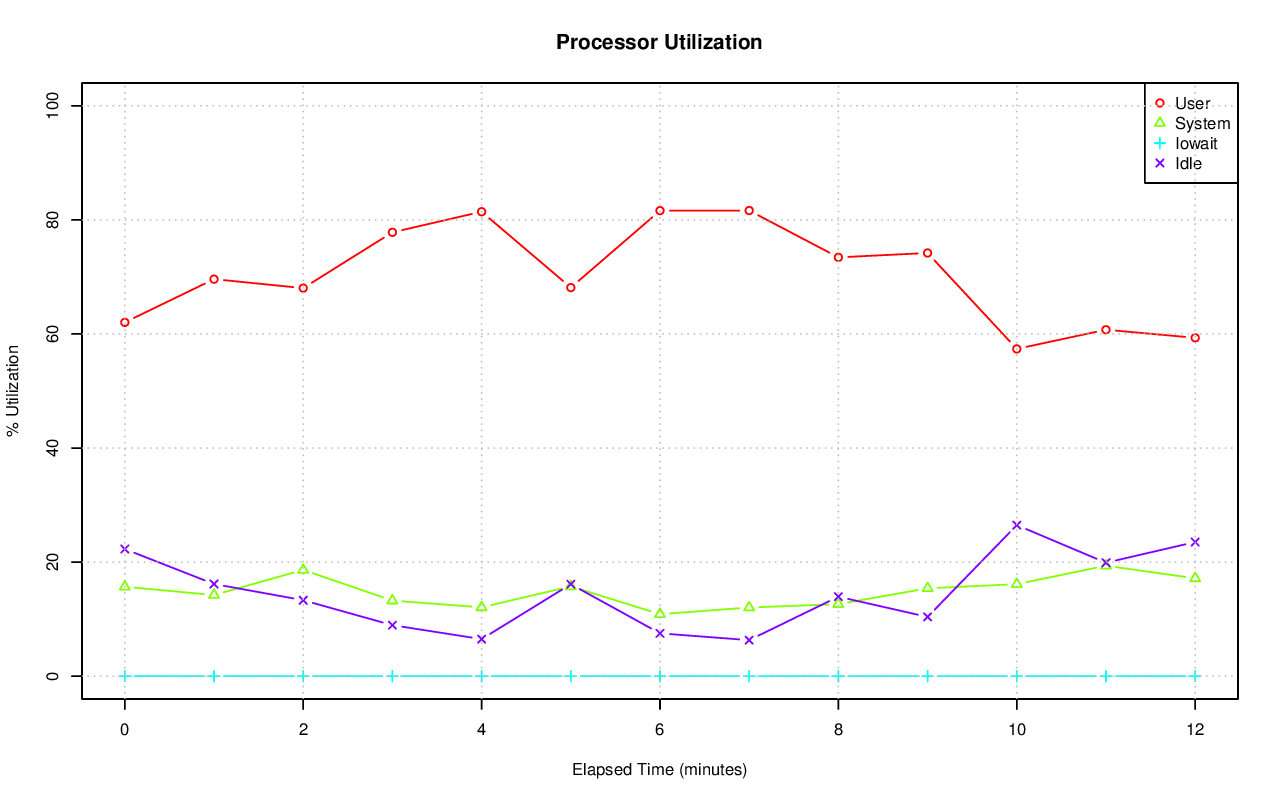 Processor Utilization
% Utilization
100
80
60
40
20
0
User
System
Iowait
Idle
0 2 4 6 8 10 12
Elapsed Time (minutes)